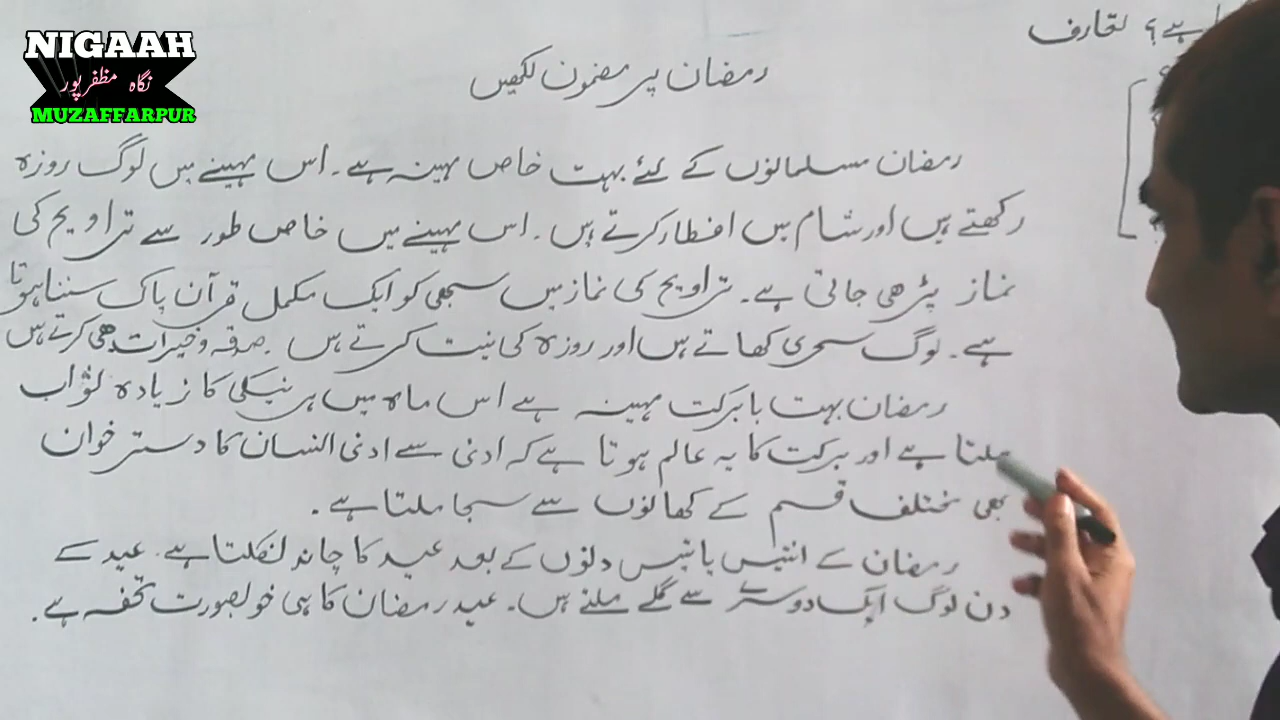 NIGAAH
نگاہ مظفر پور
MUZAFFARPUR
ہے؟ تعارف
رمضان پر مضمون لکھیں
رمضان مسلمانوں کے لئے بہت خاص مہینہ ہے۔ اس مہینے میں لوگ روزہ
رکھتے ہیں اور شام میں افطار کرتے ہیں۔ اس مہینے میں خاص طور سے تراویح کی
نماز پڑھی جاتی ہے۔ تراویح کی نماز میں سبھی کو ایک مکمل قرآن پاک سننا ہوتا
ہے۔ لوگ سحری کھاتے ہیں اور روزہ کی نیت کرتے ہیں۔ صدقہ و خیرات بھی کرتے ہیں
رمضان بہت بابرکت مہینہ ہے اس ماہ میں ہر نیکی کا زیادہ ثواب
ملتا ہے اور برکت کا یہ عالم ہوتا ہے کہ ادنی سے ادنی انسان کا دستر خوان
بھی مختلف قسم کے کھانوں سے سجا ملتا ہے۔
رمضان کے انتیس یا تیس دنوں کے بعد عید کا چاند نکلتا ہے۔ عید کے
دن لوگ ایک دوسرے سے گلے ملتے ہیں۔ عید رمضان کا ہی خوبصورت تحفہ ہے۔